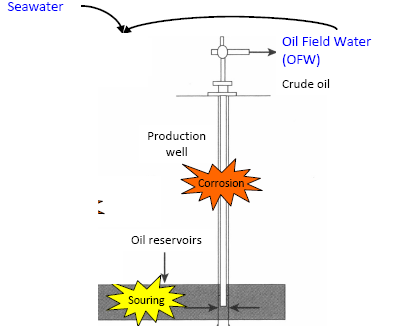 Seawater
Oil Field Water
(OFW)
Crude oil
Production
well
Corrosion
Oil reservoirs
Souring